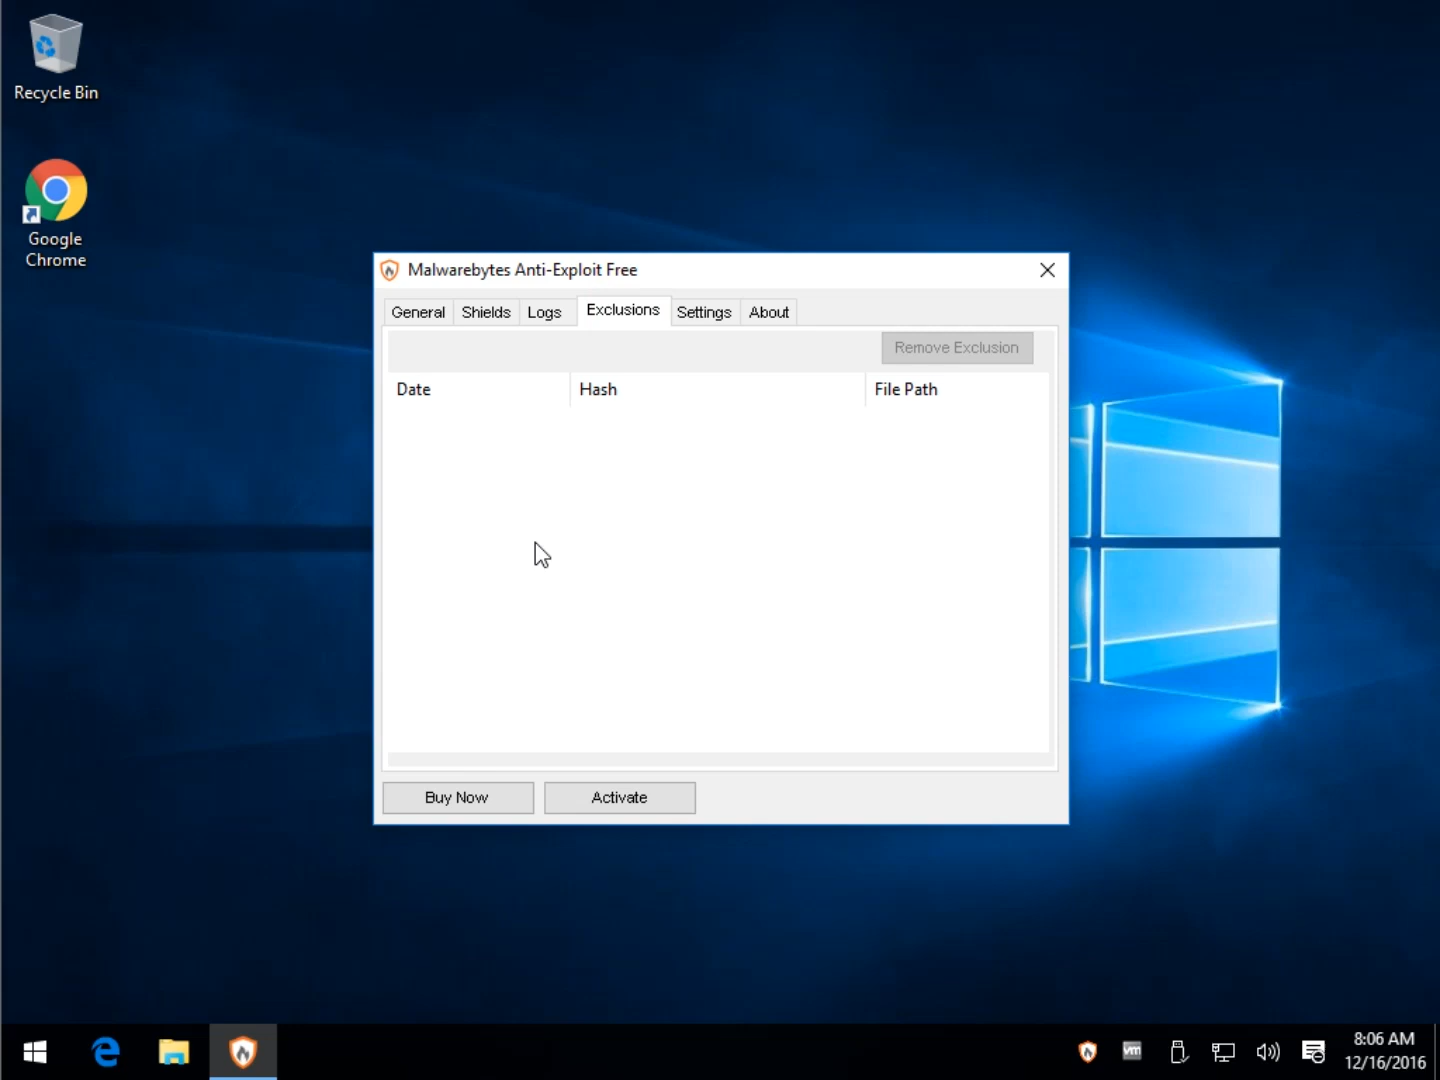 Recycle Bin
Google
Chrome
Malwarebytes Anti-Exploit Free
General Shields Logs Exclusions Settings About
Remove Exclusion
Date Hash File Path
Buy Now Activate
vm
8:06 AM
12/16/2016